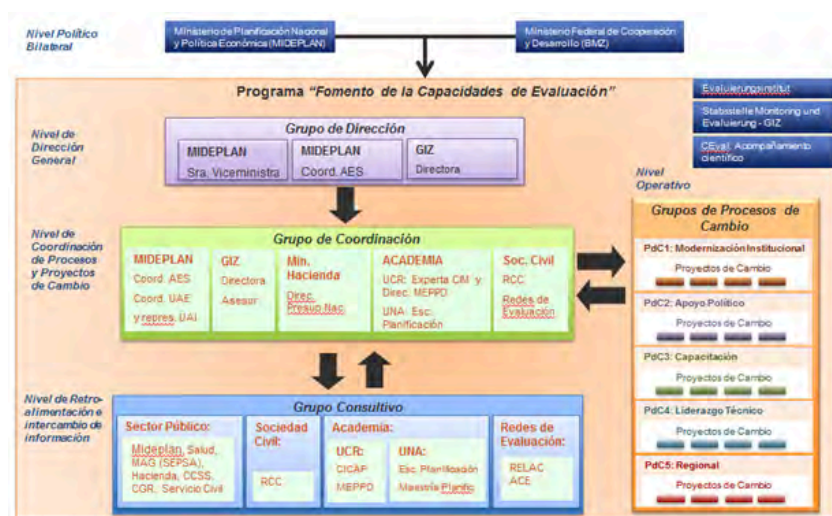 Nivel Político
Bilateral
Ministerio de Planificación Nacional
y Política Económica (MIDEPLAN)
Ministerio Federal de Cooperación
y Desarrollo (BMZ)
Programa "Fomento de la Capacidades de Evaluación"
Evaluierungsinstitut
Stabsstelle Monitoring und
Evaluierung - GIZ
CEval. Acompañamiento
científico
Nivel de
Dirección
General
Grupo de Dirección
MIDEPLAN
Sra. Viceministra
MIDEPLAN
Coord. AES
GIZ
Directora
Nivel
Operativo
Nivel de
Coordinación
de Procesos
y Proyectos
de Cambio
Grupo de Coordinación
MIDEPLAN
Coord. AES
Coord. UAE
y repres. UAI
GIZ
Directora
Asesor
Min.
Hacienda
Direc.
Presup Nac.
ACADEMIA
UCR: Experta CIM y
Direc. MEPPD
UNA: Esc.
Planificación
Soc. Civil
RCC
Redes de
Evaluación
Grupos de Procesos de
Cambio
PdC1: Modernización Institucional
Proyectos de Cambio
PdC2: Apoyo Político
Proyectos de Cambio
PdC3: Capacitación
Proyectos de Cambio
PdC4: Liderazgo Técnico
Proyectos de Cambio
PdC5: Regional
Proyectos de Cambio
Nivel de Retro-
alimentación e
intercambio de
información
Grupo Consultivo
Sector Público:
Mideplan, Salud,
MAG (SEPSA),
Hacienda, CCSS,
CGR, Servicio Civil
Sociedad
Civil:
RCC
Academia:
UCR:
CICAP
MEPPD
UNA:
Esc. Planificación
Maestría Planific
Redes de
Evaluación:
RELAC
ACE